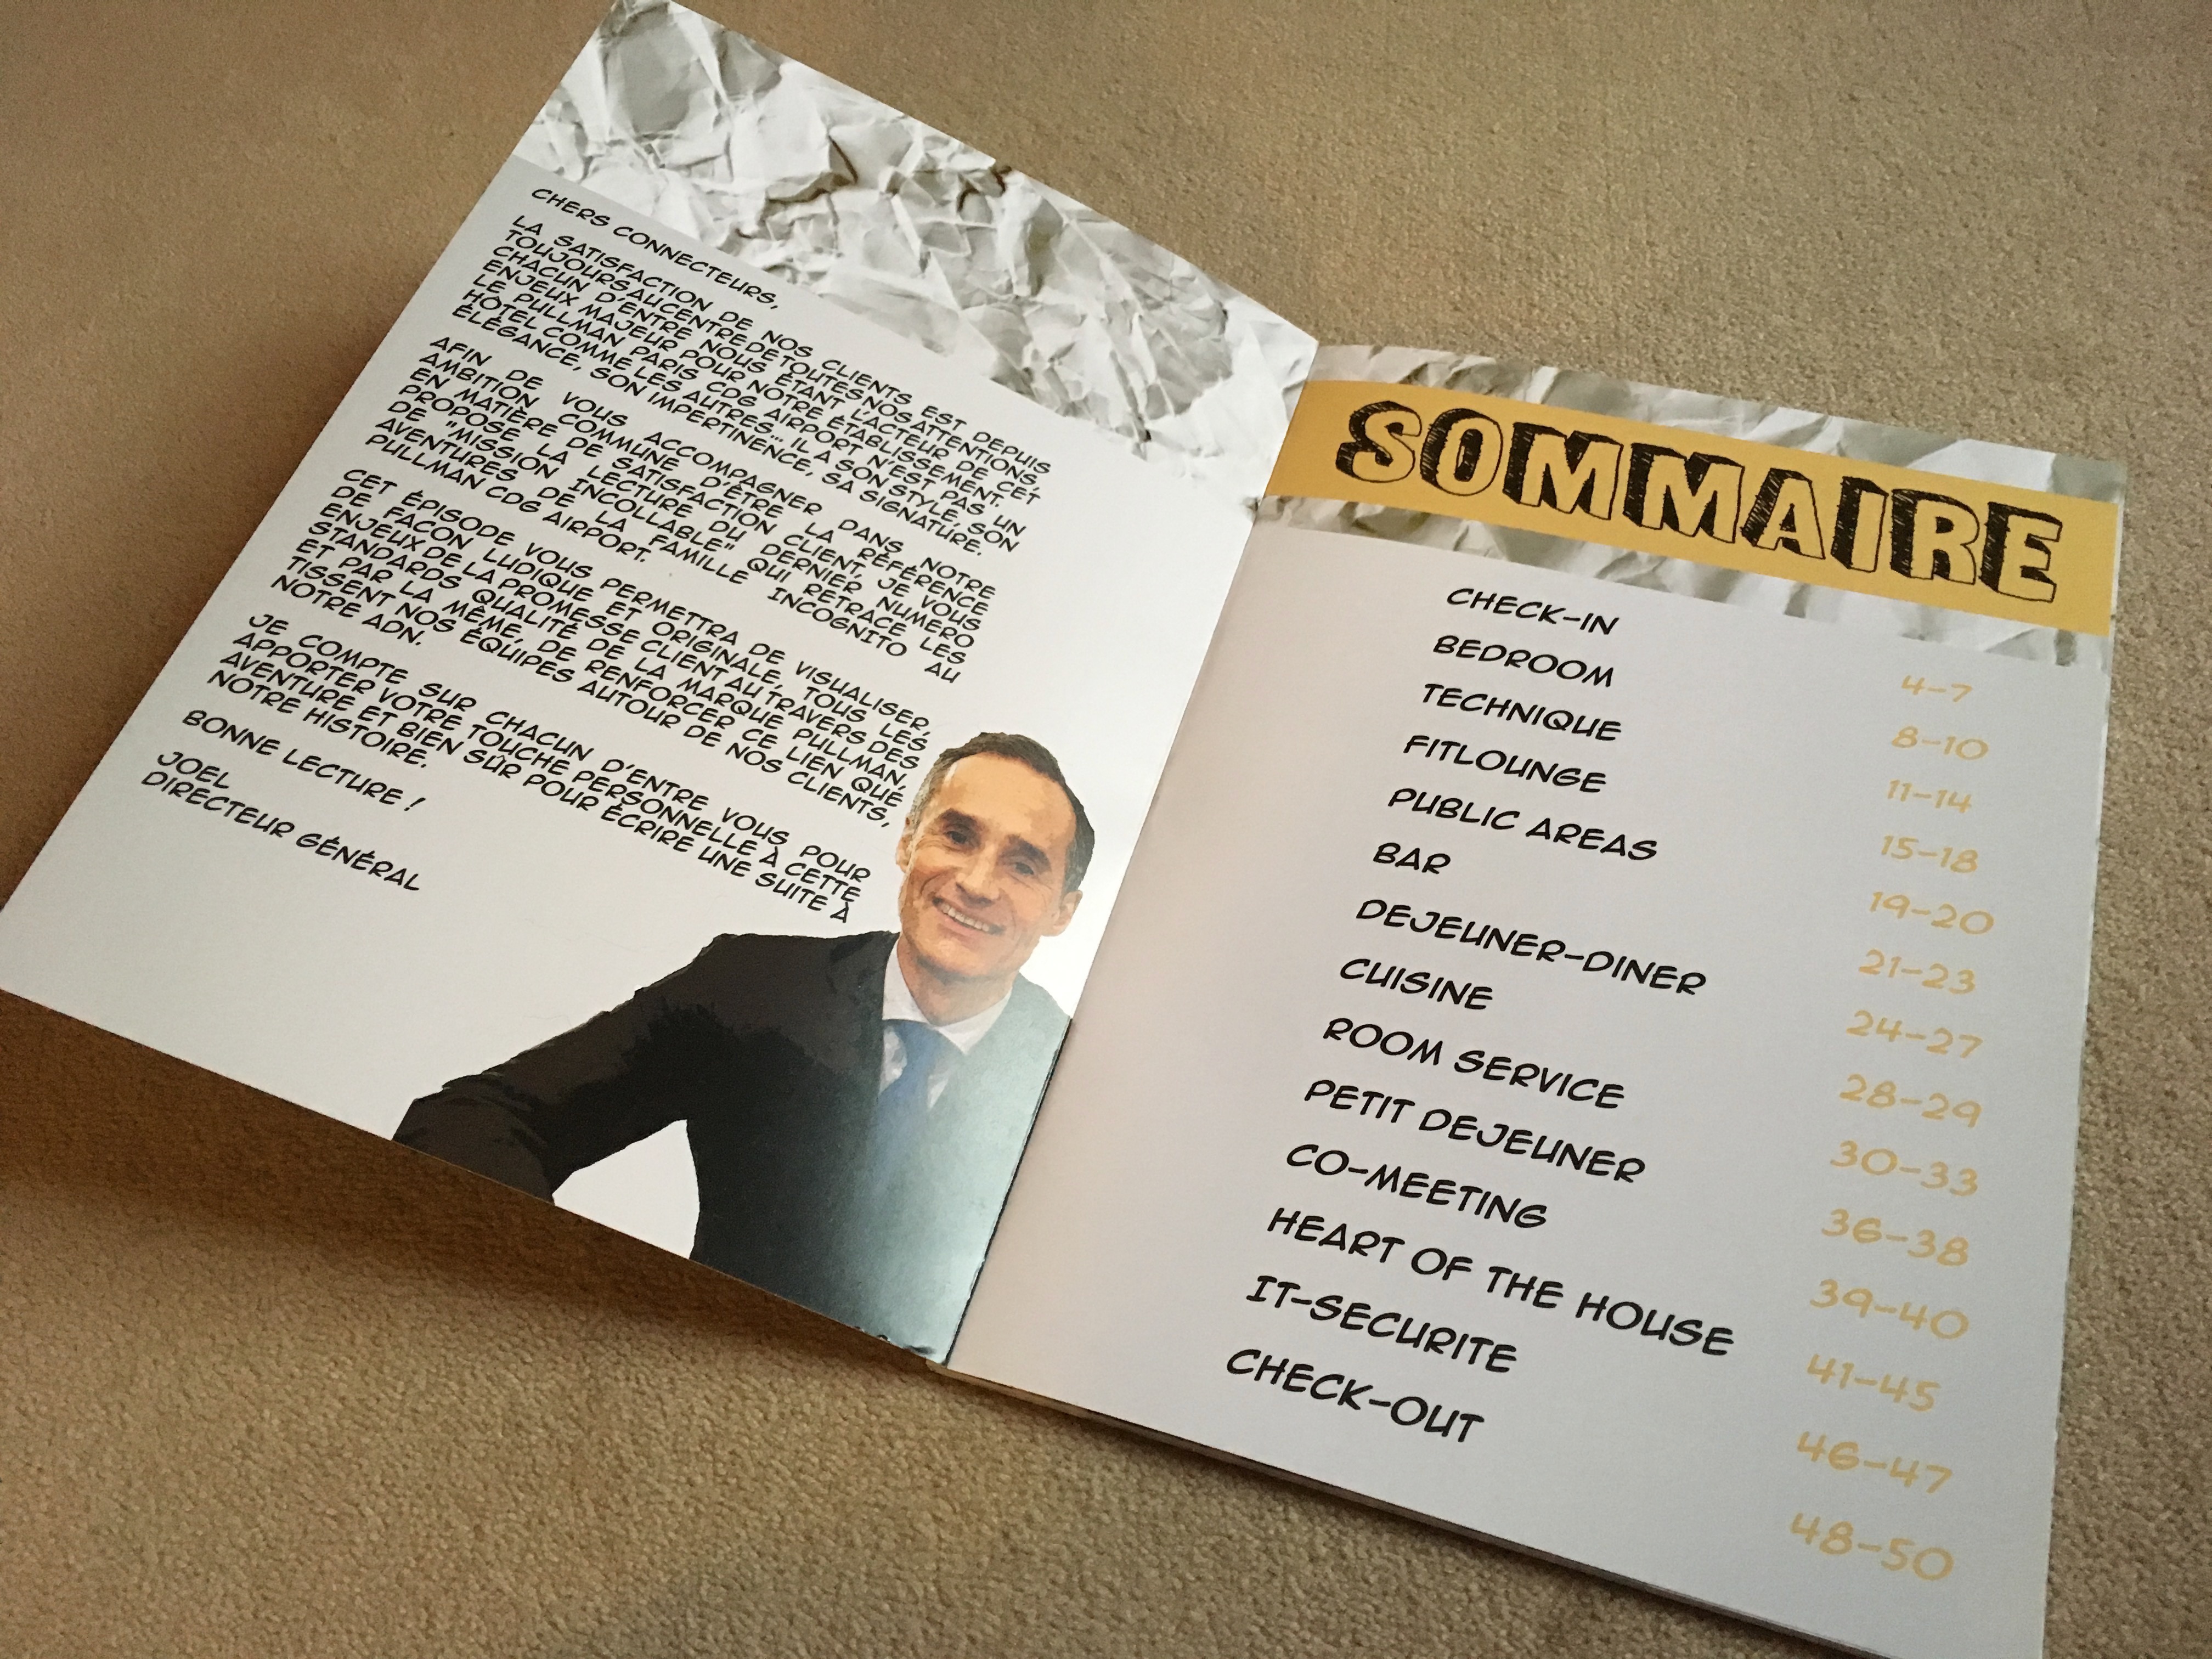 CHERS CONNECTEURS,
LA SATISFACTION DE NOS CLIENTS EST DEPUIS
TOUJOURS AU CENTRE DE TOUTES NOS ATTENTIONS,
CHACUN D'ENTRE NOUS ÉTANT L'ACTEUR DE CET
ENJEUX MAJEUR POUR NOTRE ÉTABLISSEMENT.
LE PULLMAN PARIS CDG AIRPORT N'EST PAS UN
HÔTEL COMME LES AUTRES... IL A SON STYLE, SON
ÉLÉGANCE, SON IMPERTINENCE, SA SIGNATURE.
AFIN DE VOUS ACCOMPAGNER DANS NOTRE
AMBITION COMMUNE D'ÊTRE LA RÉFÉRENCE
EN MATIÈRE DE SATISFACTION CLIENT, JE VOUS
PROPOSE LA LECTURE DU DERNIER NUMÉRO
DE "MISSION INCOLLABLE" QUI RETRACE LES
AVENTURES DE LA FAMILLE INCOGNITO AU
PULLMAN CDG AIRPORT.
CET ÉPISODE VOUS PERMETTRA DE VISUALISER,
DE FACON LUDIQUE ET ORIGINALE, TOUS LES
ENJEUX DE LA PROMESSE CLIENT AU TRAVERS DES
STANDARDS QUALITÉ DE LA MARQUE PULLMAN,
ET PAR LA MÊME, DE RENFORCER CE LIEN QUE
TISSENT NOS ÉQUIPES AUTOUR DE NOS CLIENTS,
NOTRE ADN.
JE COMPTE SUR CHACUN D'ENTRE VOUS POUR
APPORTER VOTRE TOUCHE PERSONNELLE À CETTE
AVENTURE ET BIEN SÛR POUR ÉCRIRE UNE SUITE À
NOTRE HISTOIRE.
BONNE LECTURE !
JOEL
DIRECTEUR GÉNÉRAL
SOMMAIRE
CHECK-IN 4-7
BEDROOM 8-10
TECHNIQUE 11-14
FITLOUNGE 15-18
PUBLIC AREAS 19-20
BAR 21-23
DEJEUNER-DINER 24-27
CUISINE 28-29
ROOM SERVICE 30-33
PETIT DEJEUNER 36-38
CO-MEETING 39-40
HEART OF THE HOUSE 41-45
IT-SECURITE 46-47
CHECK-OUT 48-50